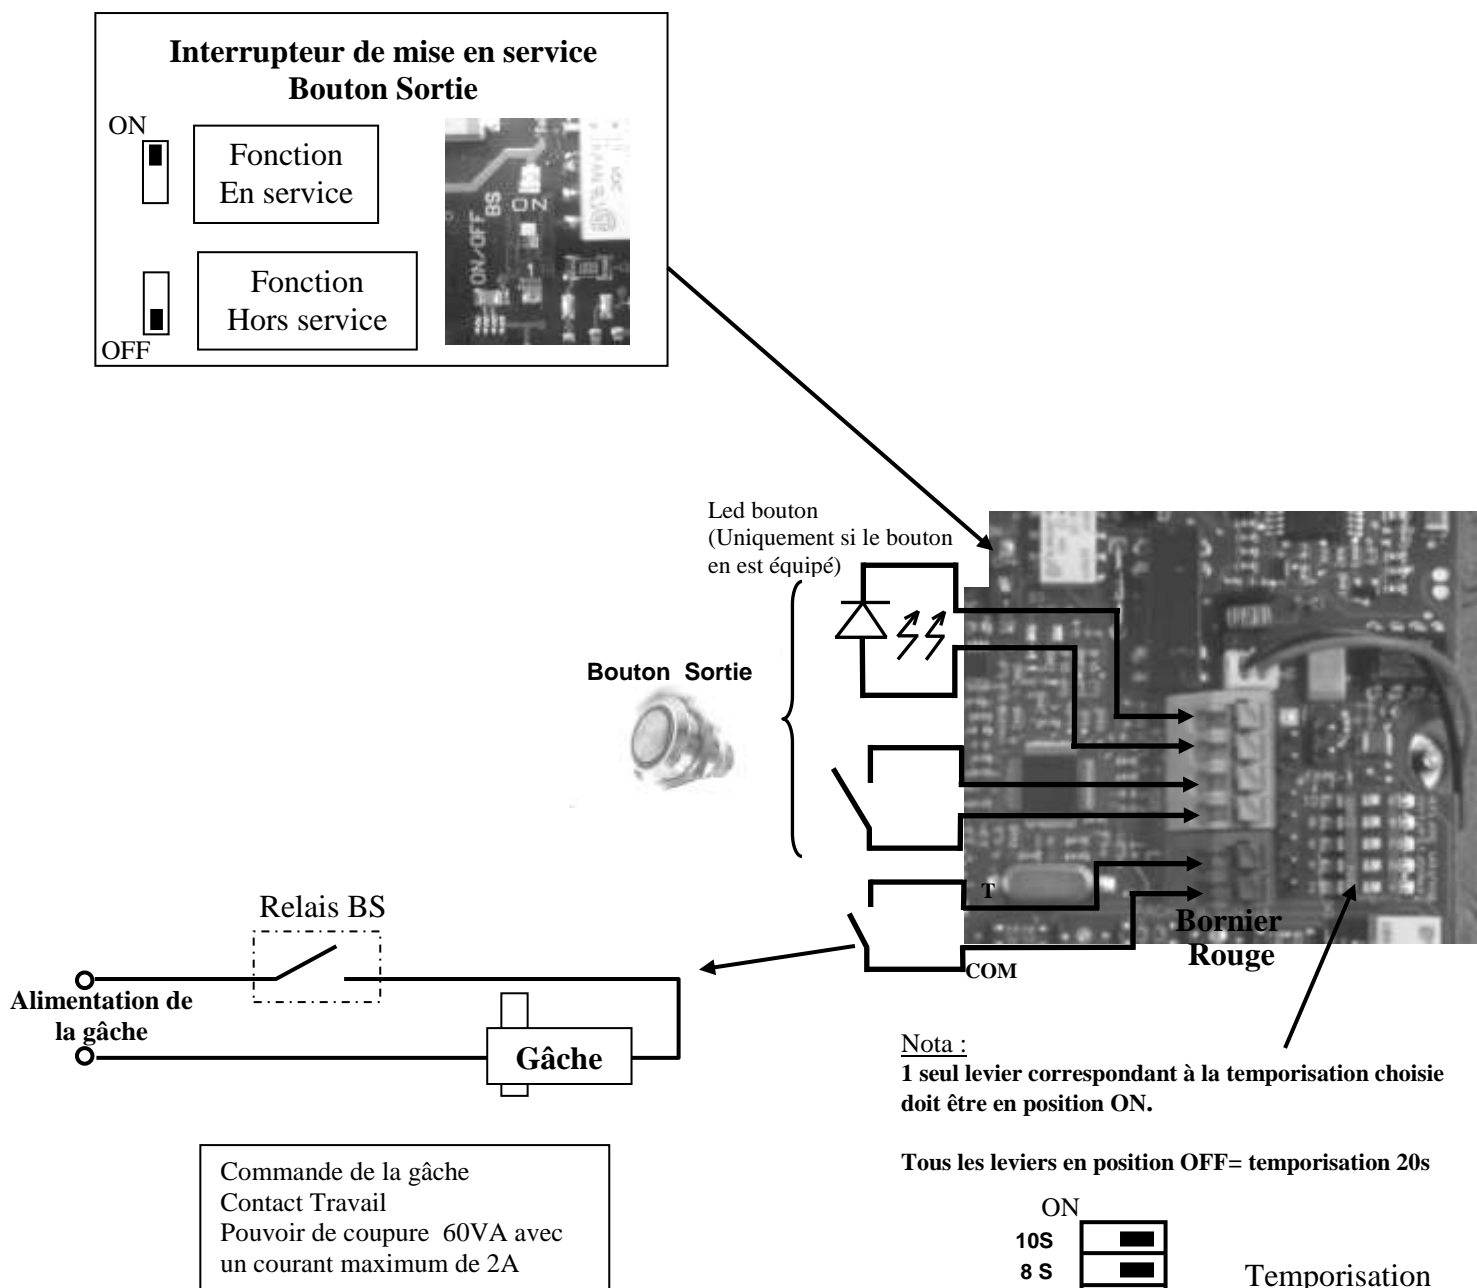 Interrupteur de mise en service
Bouton Sortie
ON
Fonction
En service
OFF
Fonction
Hors service
ON/OFF
BS
ON
Led bouton
(Uniquement si le bouton
en est équipé)
Bouton Sortie
T
COM
Bornier
Rouge
Relais BS
Alimentation de
la gâche
Gâche
Nota :
1 seul levier correspondant à la temporisation choisie
doit être en position ON.
Tous les leviers en position OFF= temporisation 20s
Commande de la gâche
Contact Travail
Pouvoir de coupure 60VA avec
un courant maximum de 2A
ON
10S
8 S
Temporisation